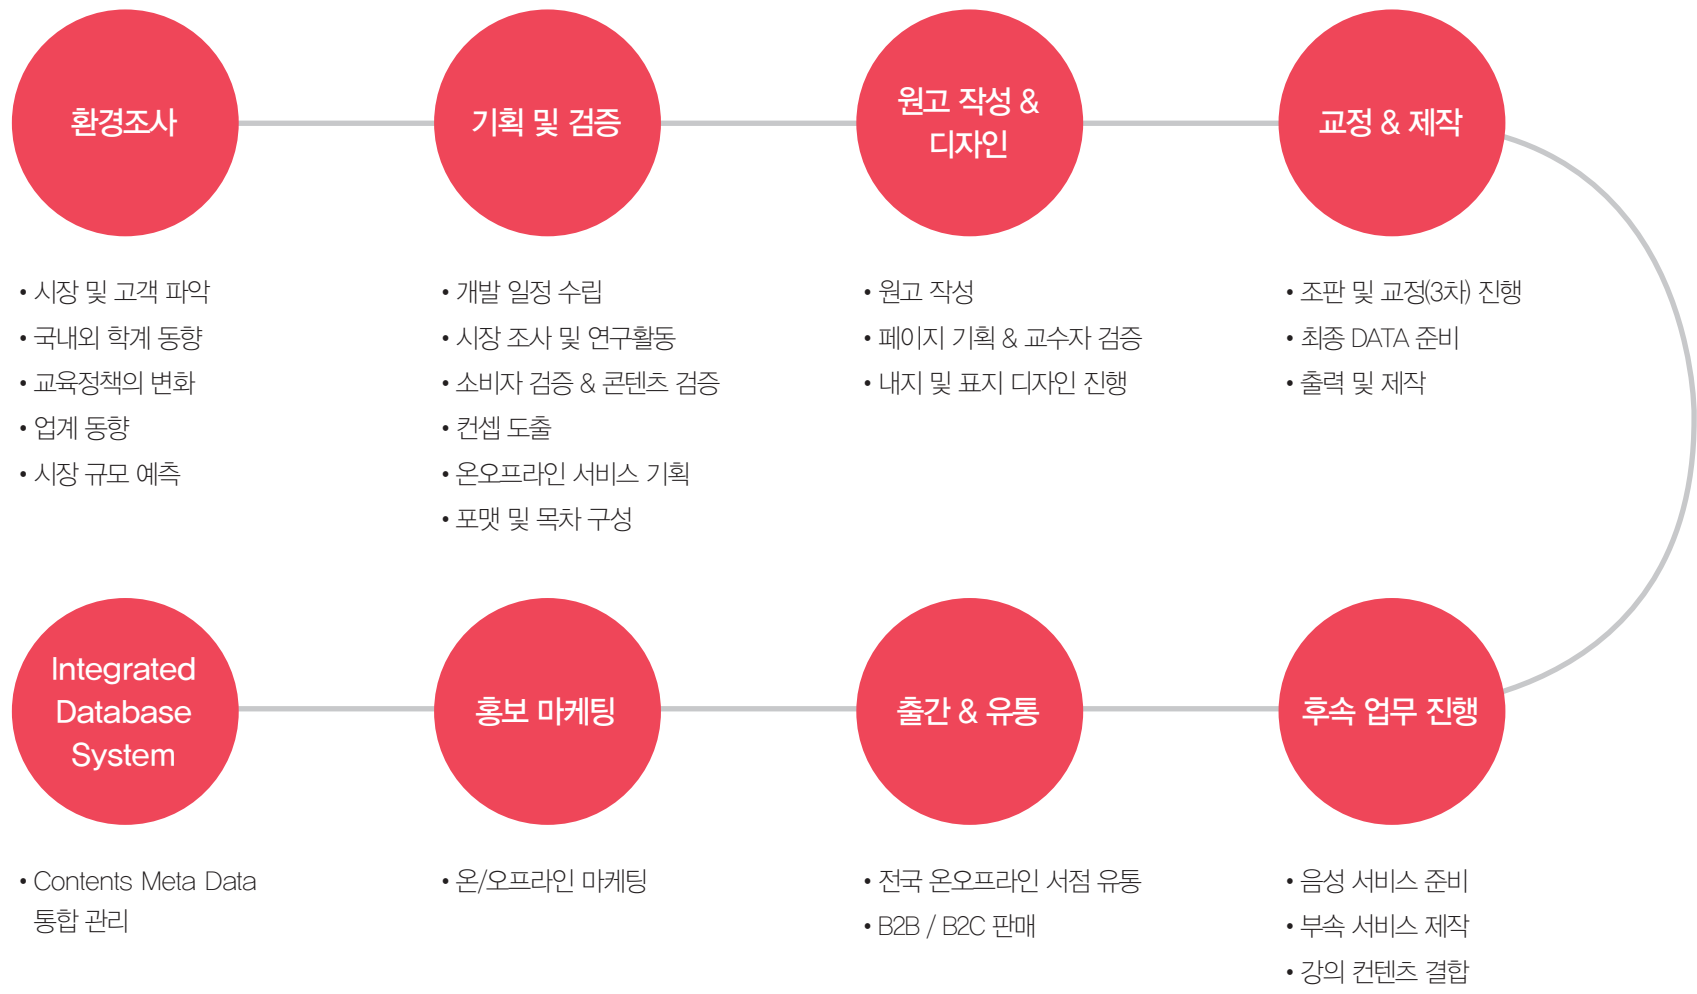 환경조사
기획 및 검증
원고 작성 &
디자인
교정 & 제작
• 시장 및 고객 파악
• 국내외 학계 동향
• 교육정책의 변화
• 업계 동향
• 시장 규모 예측
• 개발 일정 수립
• 시장 조사 및 연구활동
• 소비자 검증 & 콘텐츠 검증
• 컨셉 도출
• 온오프라인 서비스 기획
• 포맷 및 목차 구성
• 원고 작성
• 페이지 기획 & 교수자 검증
• 내지 및 표지 디자인 진행
• 조판 및 교정(3차) 진행
• 최종 DATA 준비
• 출력 및 제작
Integrated
Database
System
홍보 마케팅
출간 & 유통
후속 업무 진행
• Contents Meta Data
통합 관리
• 온/오프라인 마케팅
• 전국 온오프라인 서점 유통
• B2B / B2C 판매
• 음성 서비스 준비
• 부속 서비스 제작
• 강의 컨텐츠 결합